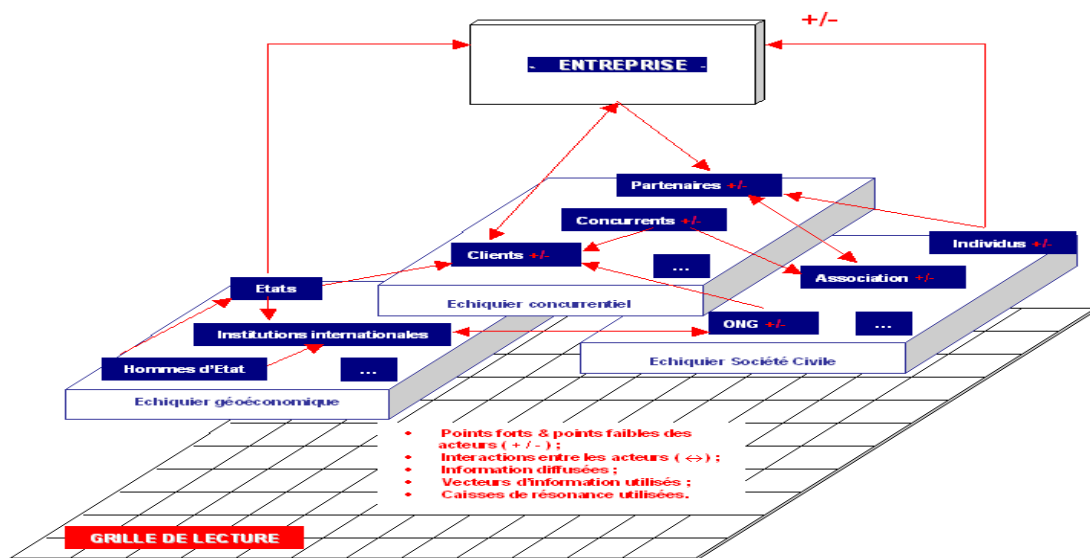 +/-
- ENTREPRISE -
Partenaires +/-
Concurrents +/-
Individus +/-
Clients +/-
...
Association +/-
Etats
Echiquier concurrentiel
Institutions internationales
ONG +/-
...
Hommes d'Etat
...
Echiquier Société Civile
Echiquier géoéconomique
• Points forts & points faibles des
acteurs ( + / - ) ;
• Interactions entre les acteurs ( ↔ ) ;
• Information diffusées ;
• Vecteurs d'information utilisés ;
• Caisses de résonance utilisées.
GRILLE DE LECTURE